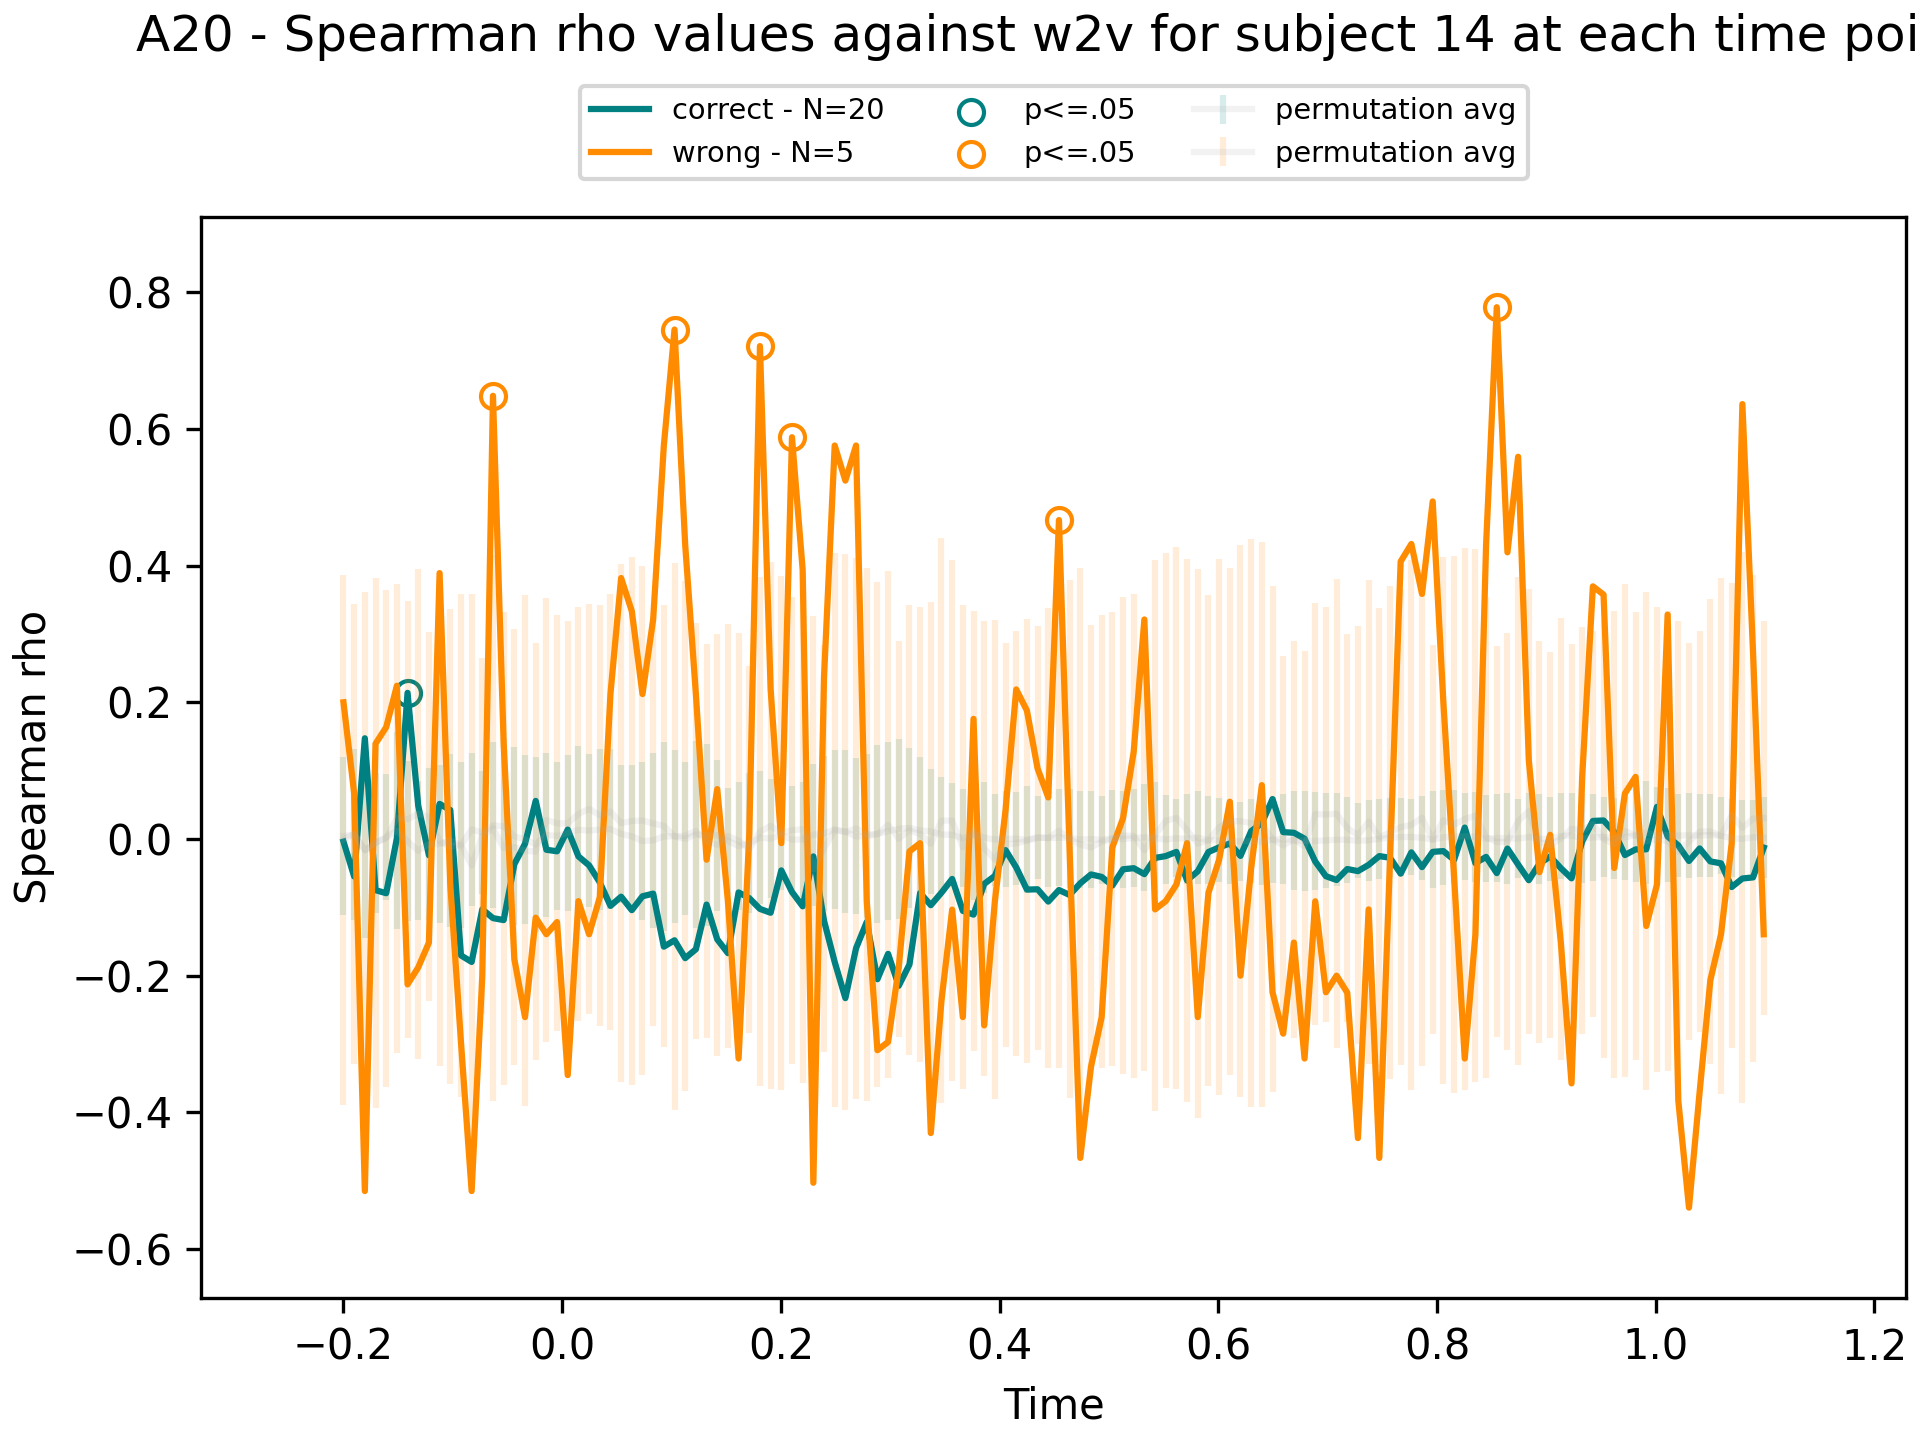 A20 - Spearman rho values against w2v for subject 14 at each time poi
correct - N=20
wrong - N=5
p<=.05
p<=.05
permutation avg
permutation avg
Spearman rho
0.8
0.6
0.4
0.2
0.0
−0.2
−0.4
−0.6
−0.2
0.0
0.2
0.4
0.6
0.8
1.0
1.2
Time